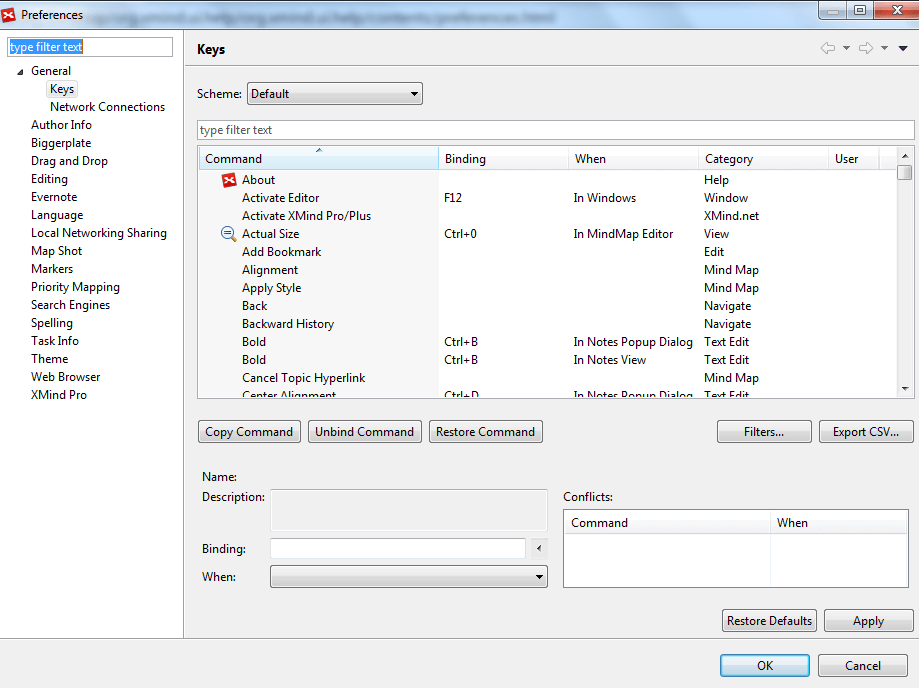 Preferences
type filter text
General
Keys
Network Connections
Author Info
Biggerplate
Drag and Drop
Editing
Evernote
Language
Local Networking Sharing
Map Shot
Markers
Priority Mapping
Search Engines
Spelling
Task Info
Theme
Web Browser
XMind Pro
Keys
Scheme: Default
type filter text
Command Binding When Category User
About Help
Activate Editor F12 In Windows Window
Activate XMind Pro/Plus XMind.net
Actual Size Ctrl+0 In MindMap Editor View
Add Bookmark Edit
Alignment Mind Map
Apply Style Mind Map
Back Navigate
Backward History Navigate
Bold Ctrl+B In Notes Popup Dialog Text Edit
Bold Ctrl+B In Notes View Text Edit
Cancel Topic Hyperlink Mind Map
Center Alignment Ctrl+D In Notes Popup Dialog Text Edit
Copy Command Unbind Command Restore Command Filters... Export CSV...
Name:
Description:
Binding:
When:
Conflicts:
Command When
Restore Defaults Apply
OK Cancel